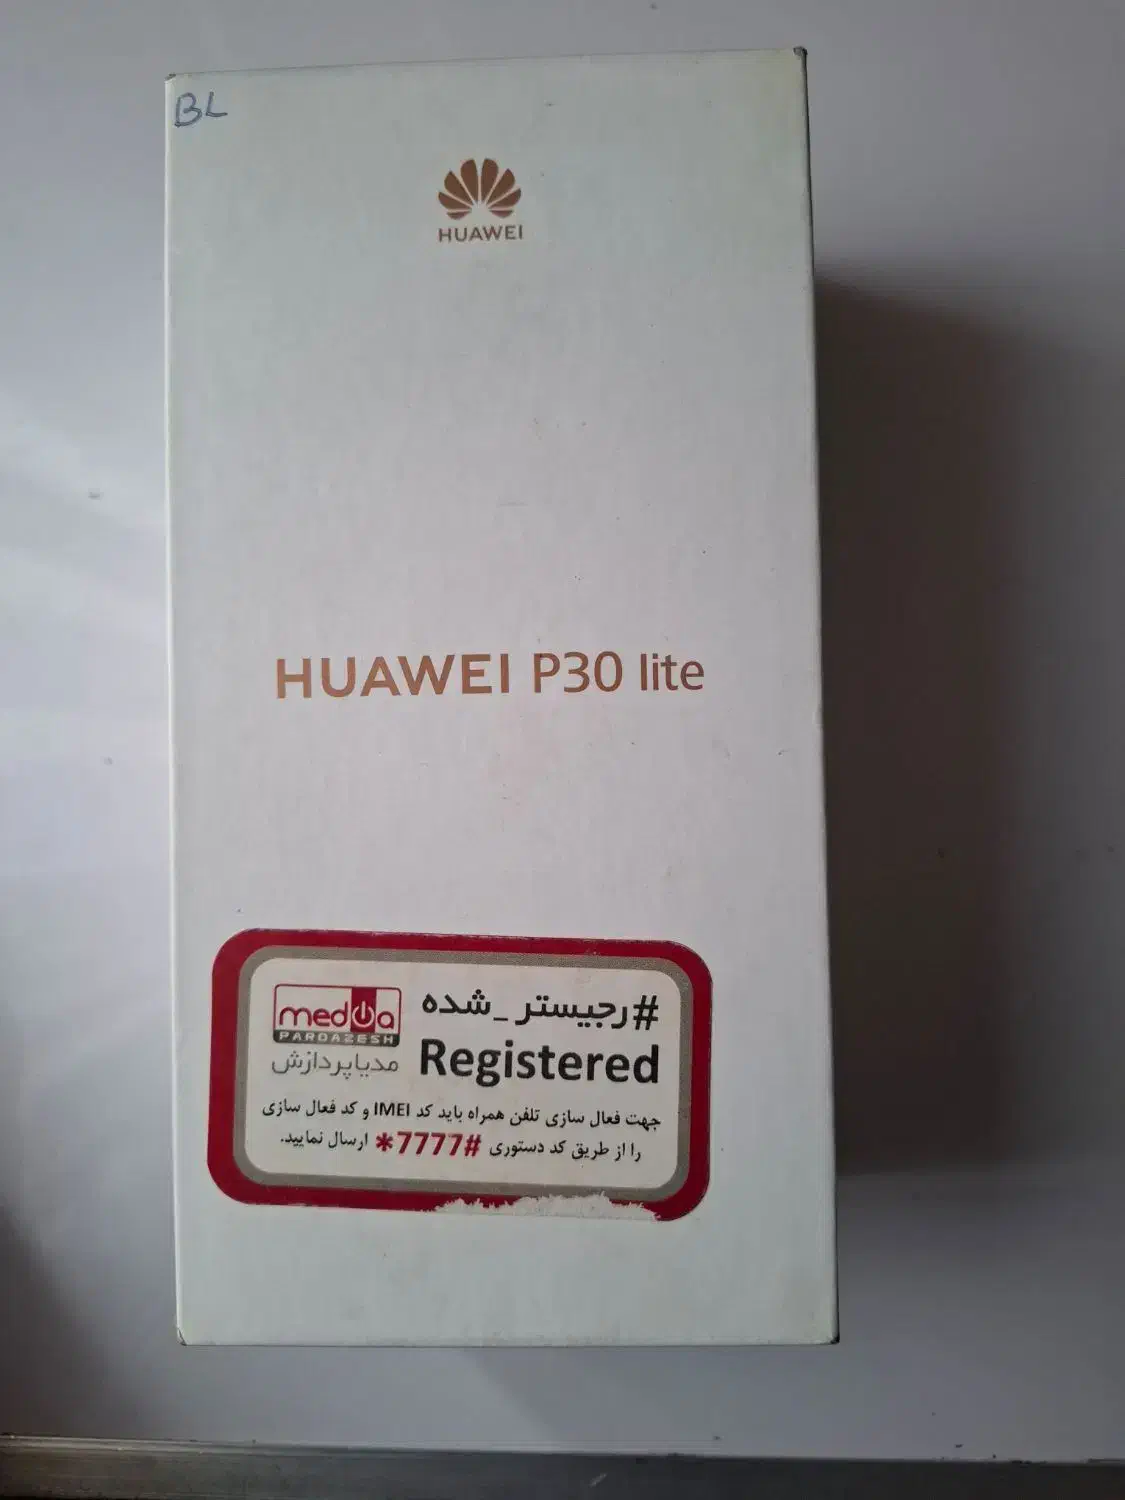 BL
HUAWEI
HUAWEI P30 lite
#رجیستر_شده
media
PARDAZESH
مدیاپردازش
Registered
جهت فعال سازی تلفن همراه باید کد IMEI و کد فعال سازی
را از طریق کد دستوری #7777* ارسال نمایید.